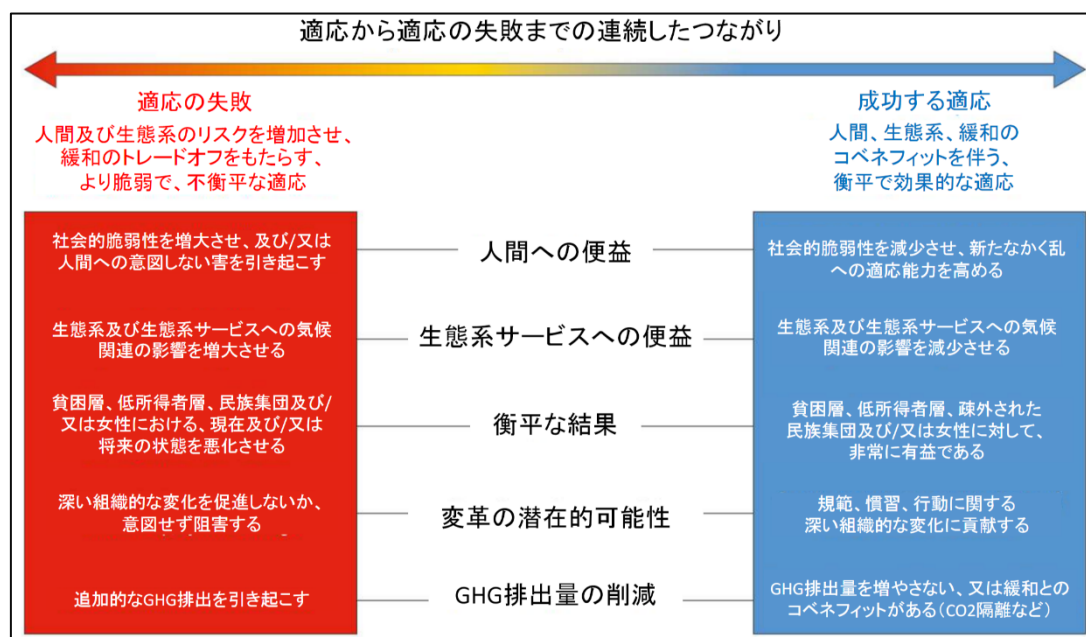 適応から適応の失敗までの連続したつながり
適応の失敗
人間及び生態系のリスクを増加させ、
緩和のトレードオフをもたらす、
より脆弱で、不衡平な適応
成功する適応
人間、生態系、緩和の
コベネフィットを伴う、
衡平で効果的な適応
社会的脆弱性を増大させ、及び/又は
人間への意図しない害を引き起こす
人間への便益
社会的脆弱性を減少させ、新たなかく乱
への適応能力を高める
生態系及び生態系サービスへの気候
関連の影響を増大させる
生態系サービスへの便益
生態系及び生態系サービスへの気候
関連の影響を減少させる
貧困層、低所得者層、民族集団及び/
又は女性における、現在及び/又は
将来の状態を悪化させる
衡平な結果
貧困層、低所得者層、疎外された
民族集団及び/又は女性に対して、
非常に有益である
深い組織的な変化を促進しないか、
意図せず阻害する
変革の潜在的可能性
規範、慣習、行動に関する
深い組織的な変化に貢献する
追加的なGHG排出を引き起こす
GHG排出量の削減
GHG排出量を増やさない、又は緩和との
コベネフィットがある(CO2隔離など)